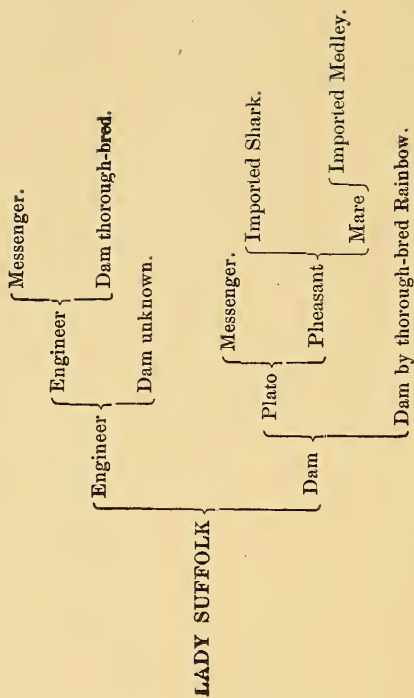 Messenger.
Engineer
Dam thorough-bred.
Engineer
Dam unknown.
LADY SUFFOLK
Messenger.
Plato
Imported Shark.
Pheasant
Mare
Imported Medley.
Dam
Dam by thorough-bred Rainbow.